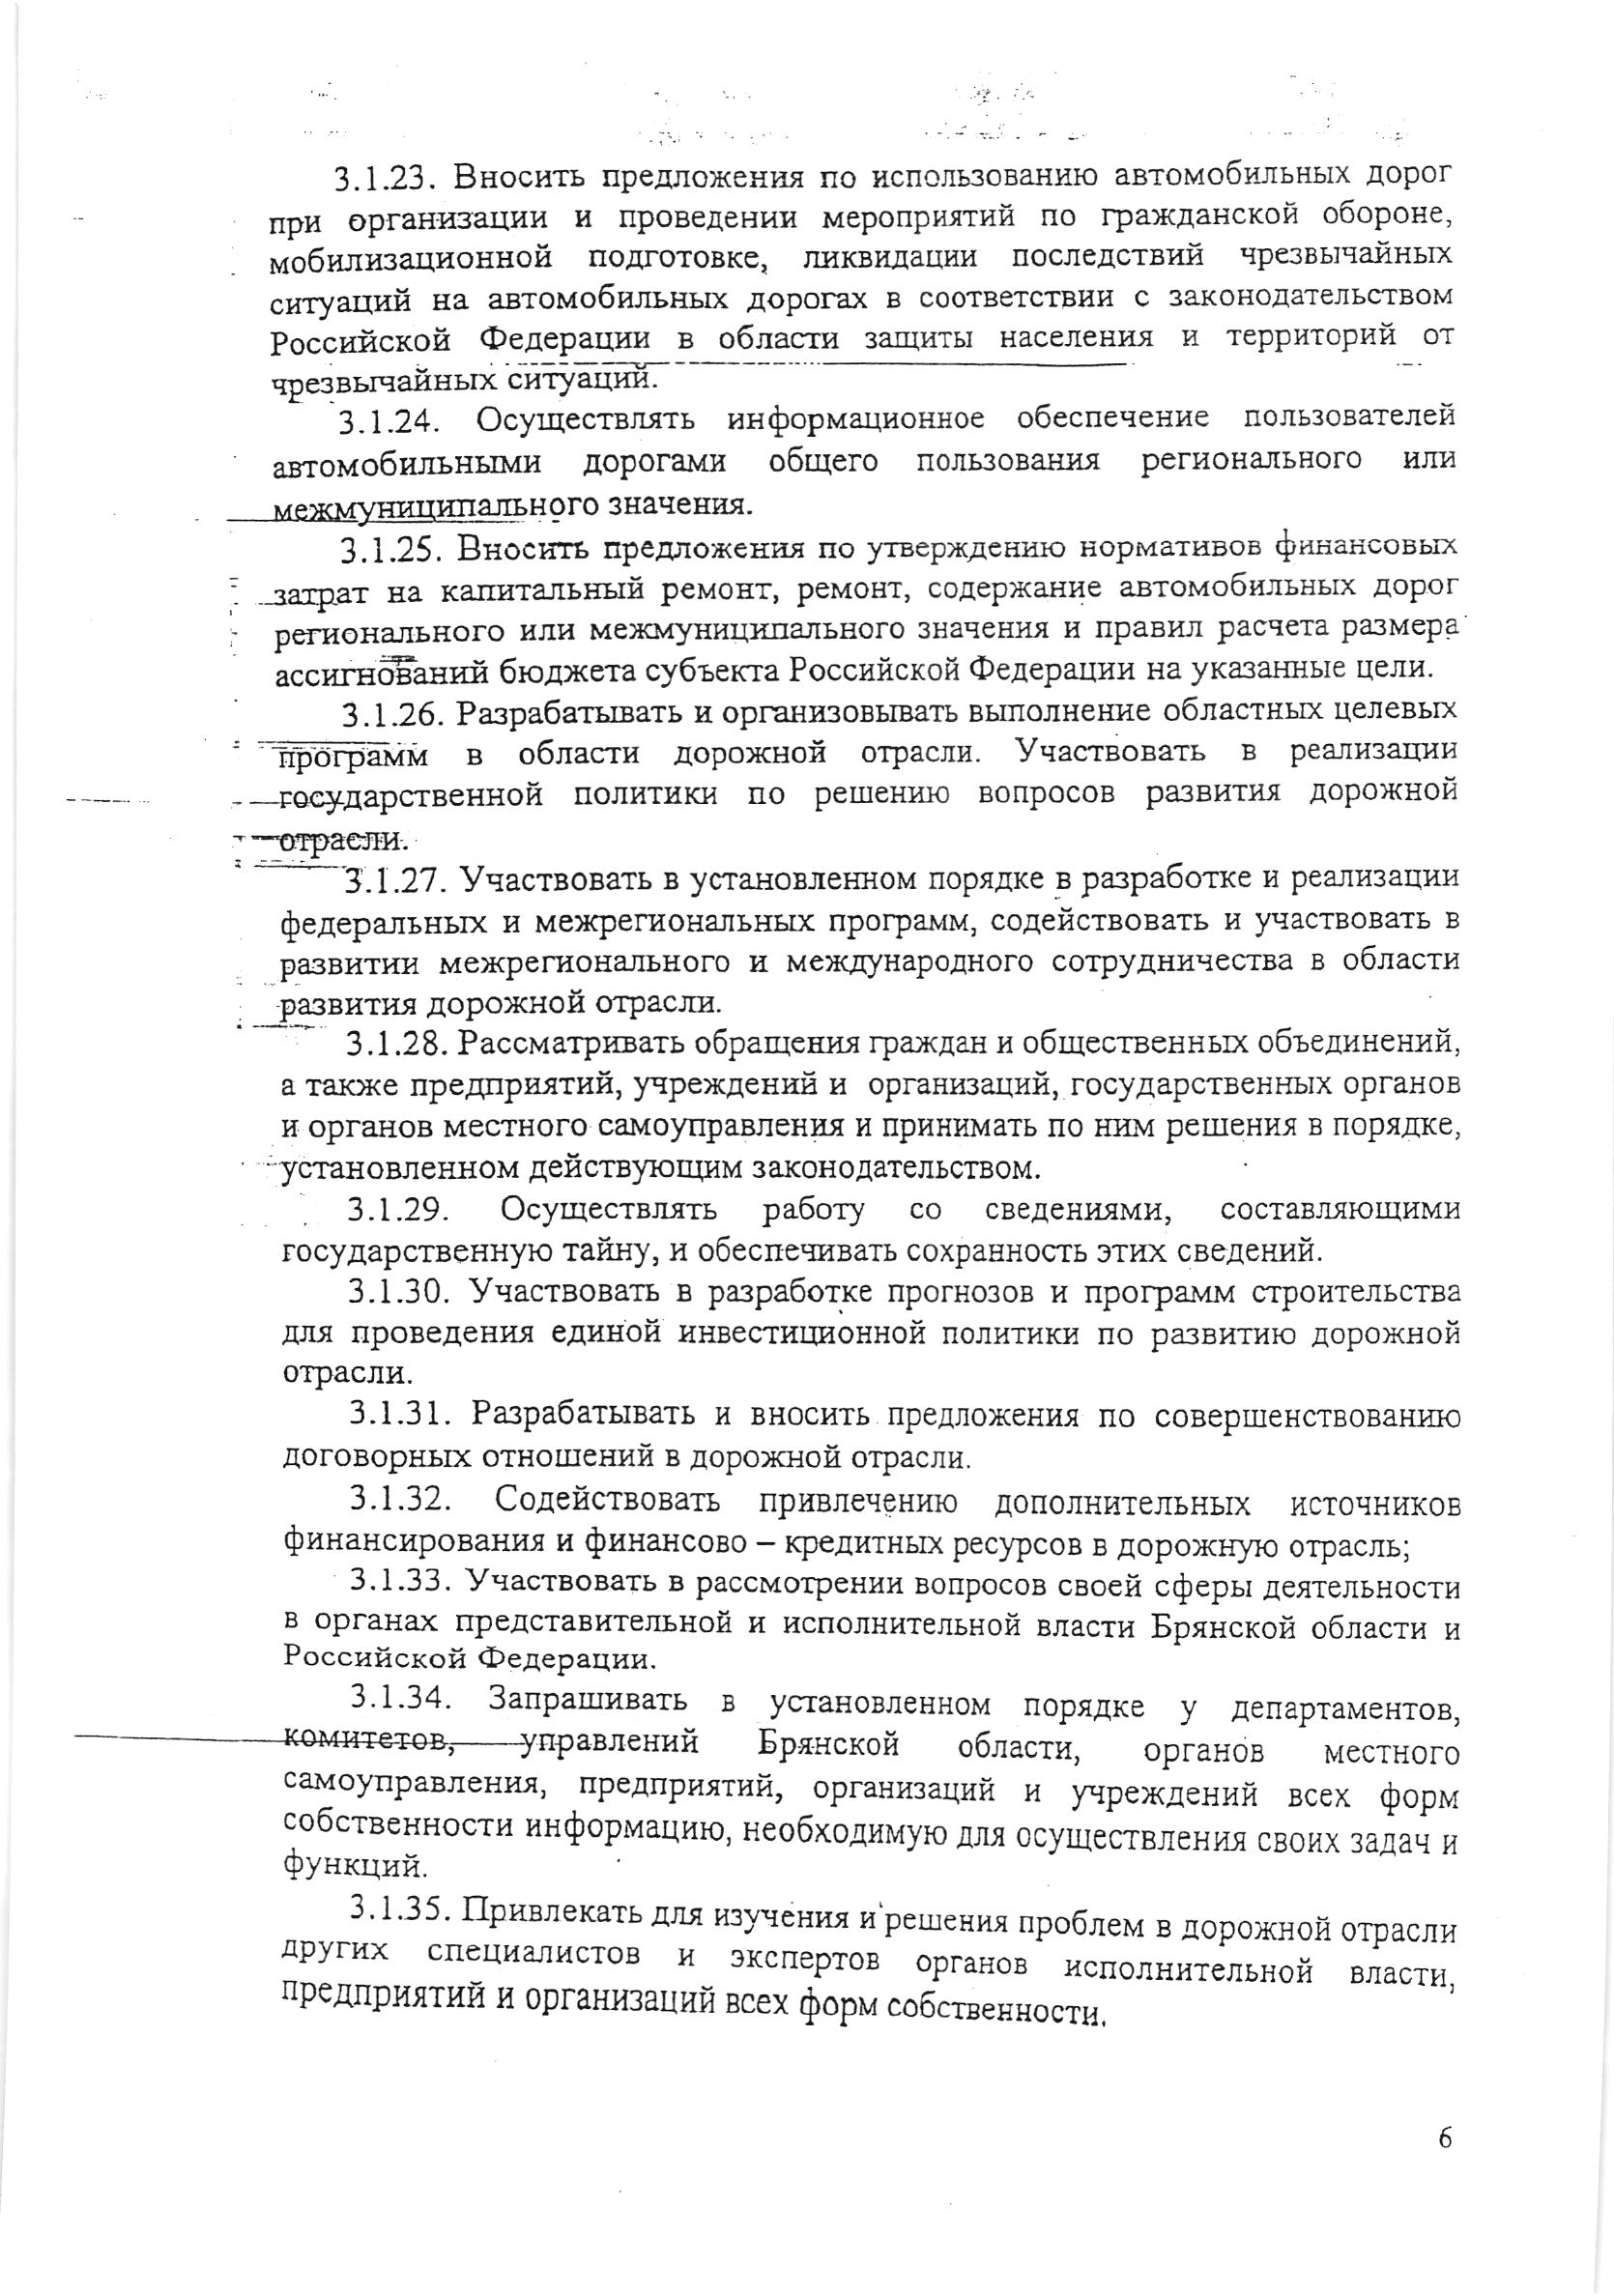 3.1.23. Вносить предложения по использованию автомобильных дорог
при организации и проведении мероприятий по гражданской обороне,
мобилизационной подготовке, ликвидации последствий чрезвычайных
ситуаций на автомобильных дорогах в соответствии с законодательством
Российской Федерации в области защиты населения и территорий от
чрезвычайных ситуаций.
3.1.24. Осуществлять информационное обеспечение пользователей
автомобильными дорогами общего пользования регионального или
межмуниципального значения.
3.1.25. Вносить предложения по утверждению нормативов финансовых
затрат на капитальный ремонт, ремонт, содержание автомобильных дорог
регионального или межмуниципального значения и правил расчета размера
ассигнований бюджета субъекта Российской Федерации на указанные цели.
3.1.26. Разрабатывать и организовывать выполнение областных целевых
программ в области дорожной отрасли. Участвовать в реализации
государственной политики по решению вопросов развития дорожной
отрасли.
3.1.27. Участвовать в установленном порядке в разработке и реализации
федеральных и межрегиональных программ, содействовать и участвовать в
развитии межрегионального и международного сотрудничества в области
развития дорожной отрасли.
3.1.28. Рассматривать обращения граждан и общественных объединений,
а также предприятий, учреждений и организаций, государственных органов
и органов местного самоуправления и принимать по ним решения в порядке,
установленном действующим законодательством.
3.1.29. Осуществлять работу со сведениями, составляющими
государственную тайну, и обеспечивать сохранность этих сведений.
3.1.30. Участвовать в разработке прогнозов и программ строительства
для проведения единой инвестиционной политики по развитию дорожной
отрасли.
3.1.31. Разрабатывать и вносить предложения по совершенствованию
договорных отношений в дорожной отрасли.
3.1.32. Содействовать привлечению дополнительных источников
финансирования и финансово – кредитных ресурсов в дорожную отрасль;
3.1.33. Участвовать в рассмотрении вопросов своей сферы деятельности
в органах представительной и исполнительной власти Брянской области и
Российской Федерации.
3.1.34. Запрашивать в установленном порядке у департаментов,
комитетов, управлений Брянской области, органов местного
самоуправления, предприятий, организаций и учреждений всех форм
собственности информацию, необходимую для осуществления своих задач и
функций.
3.1.35. Привлекать для изучения и решения проблем в дорожной отрасли
других специалистов и экспертов органов исполнительной власти,
предприятий и организаций всех форм собственности.
6